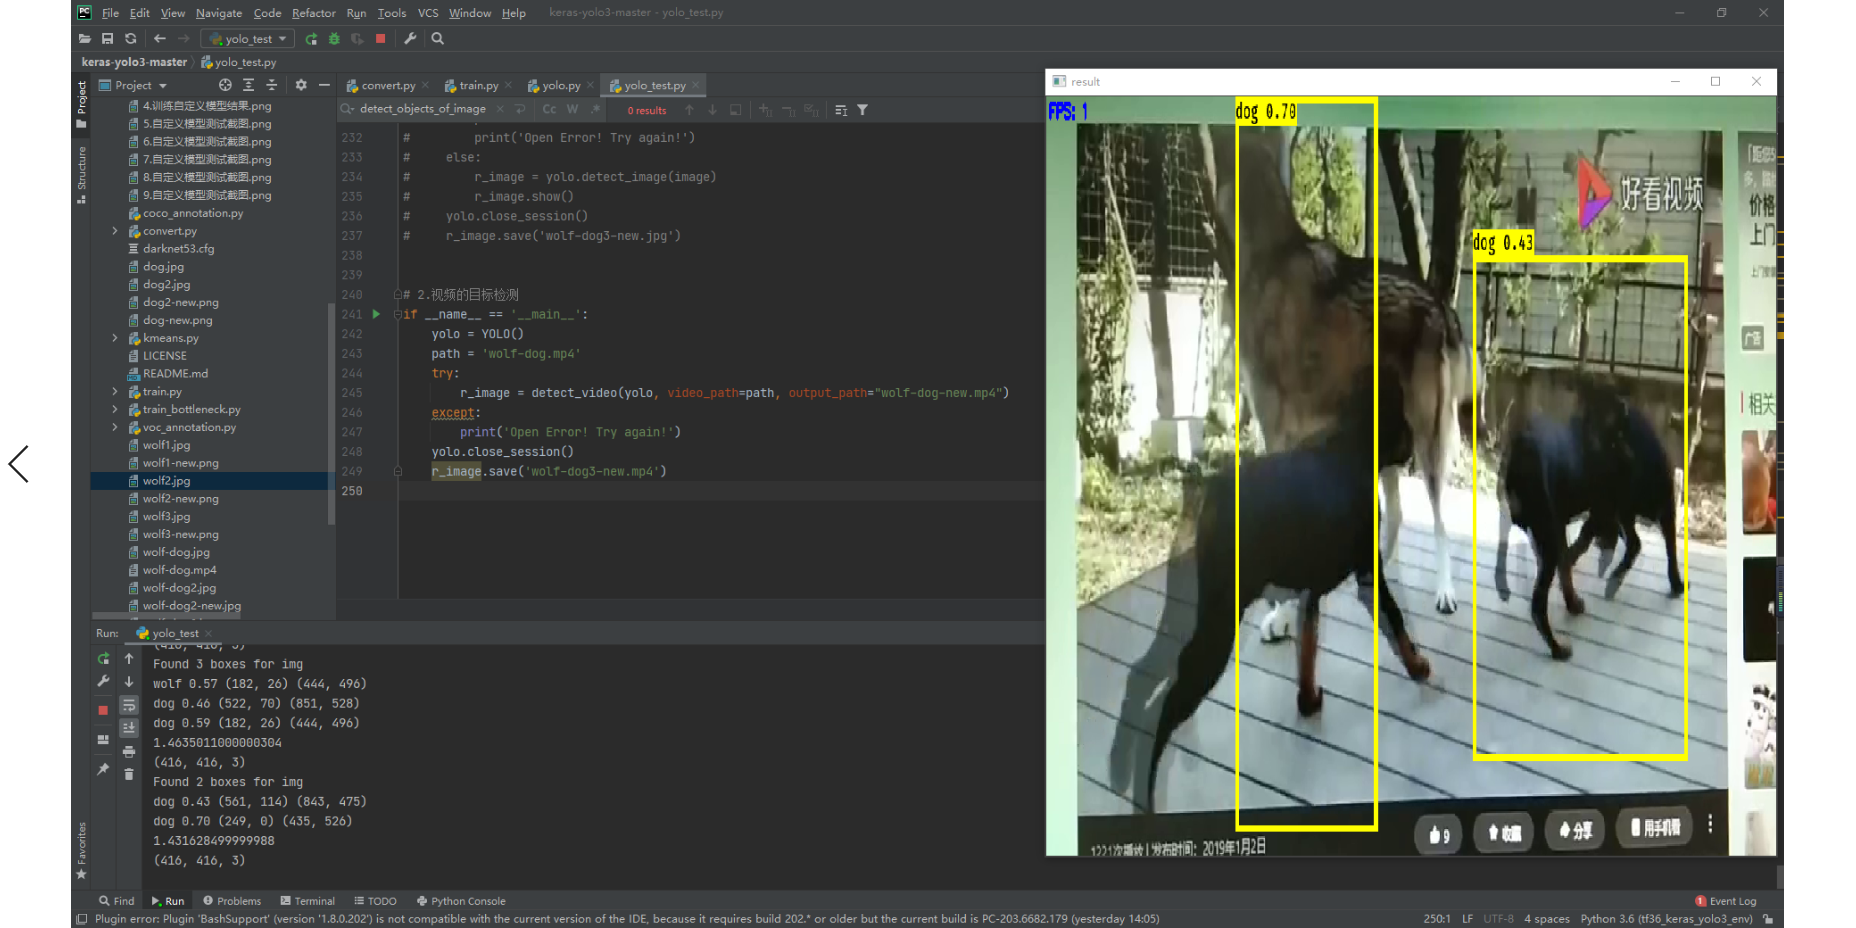 File Edit View Navigate Code Refactor Run Tools VCS Window Help keras-yolo3-master - yolo_test.py
yolo_test
keras-yolo3-master yolo_test.py
Project
convert.py train.py yolo.py yolo_test.py
detect_objects_of_image Cc W .* 0 results
Project
Structure
4.训练自定义模型结果.png
5.自定义模型测试截图.png
6.自定义模型测试截图.png
7.自定义模型测试截图.png
8.自定义模型测试截图.png
9.自定义模型测试截图.png
coco_annotation.py
convert.py
darknet53.cfg
dog.jpg
dog2.jpg
dog2-new.png
dog-new.png
kmeans.py
LICENSE
README.md
train.py
train_bottleneck.py
voc_annotation.py
wolf1.jpg
wolf1-new.png
wolf2.jpg
wolf2-new.png
wolf3.jpg
wolf3-new.png
wolf-dog.jpg
wolf-dog.mp4
wolf-dog2.jpg
wolf-dog2-new.jpg
232 # print('Open Error! Try again!')
233 # else:
234 # r_image = yolo.detect_image(image)
235 # r_image.show()
236 # yolo.close_session()
237 # r_image.save('wolf-dog3-new.jpg')
238
239
240 # 2.视频的目标检测
241 if __name__ == '__main__':
242 yolo = YOLO()
243 path = 'wolf-dog.mp4'
244 try:
245 r_image = detect_video(yolo, video_path=path, output_path="wolf-dog-new.mp4")
246 except:
247 print('Open Error! Try again!')
248 yolo.close_session()
249 r_image.save('wolf-dog3-new.mp4')
250
result
FPS: 1
dog 0.70
dog 0.43
好看视频
价格
上门
广告
相关
9 收藏 分享 用手机看
1221次播放 | 发布时间: 2019年1月2日
Run: yolo_test
(416, 416, 3)
Found 3 boxes for img
wolf 0.57 (182, 26) (444, 496)
dog 0.46 (522, 70) (851, 528)
dog 0.59 (182, 26) (444, 496)
1.4635011000000304
(416, 416, 3)
Found 2 boxes for img
dog 0.43 (561, 114) (843, 475)
dog 0.70 (249, 0) (435, 526)
1.431628499999988
(416, 416, 3)
Favorites
Find Run Problems Terminal TODO Python Console 1 Event Log
Plugin error: Plugin 'BashSupport' (version '1.8.0.202') is not compatible with the current version of the IDE, because it requires build 202.* or older but the current build is PC-203.6682.179 (yesterday 14:05) 250:1 LF UTF-8 4 spaces Python 3.6 (tf36_keras_yolo3_env)